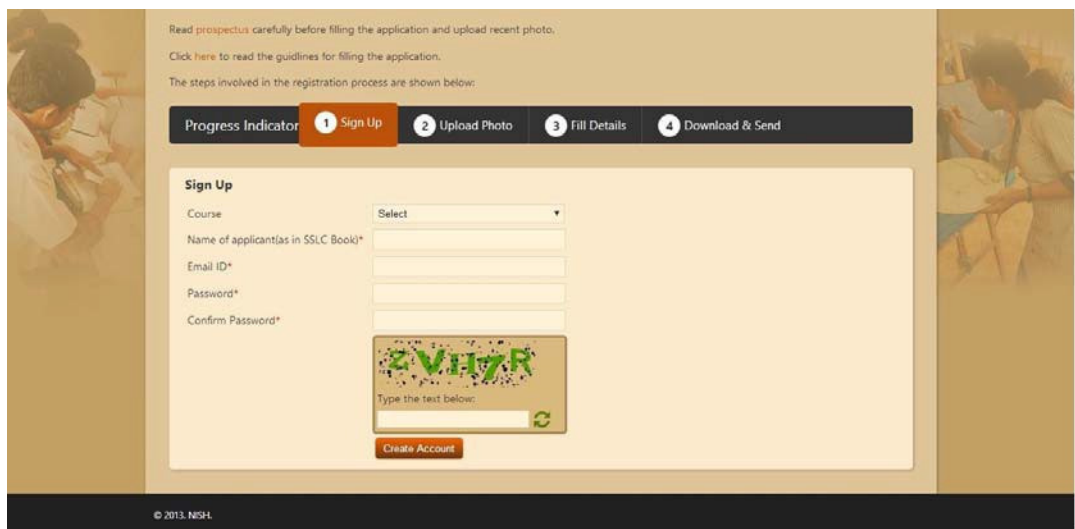 Read prospectus carefully before filling the application and upload recent photo.
Click here to read the guidlines for filling the application.
The steps involved in the registration process are shown below:
Progress Indicator 1 Sign Up 2 Upload Photo 3 Fill Details 4 Download & Send
Sign Up
Course Select
Name of applicant(as in SSLC Book)*
Email ID*
Password*
Confirm Password*
ZVH7R
Type the text below:
Create Account
© 2013. NISH.